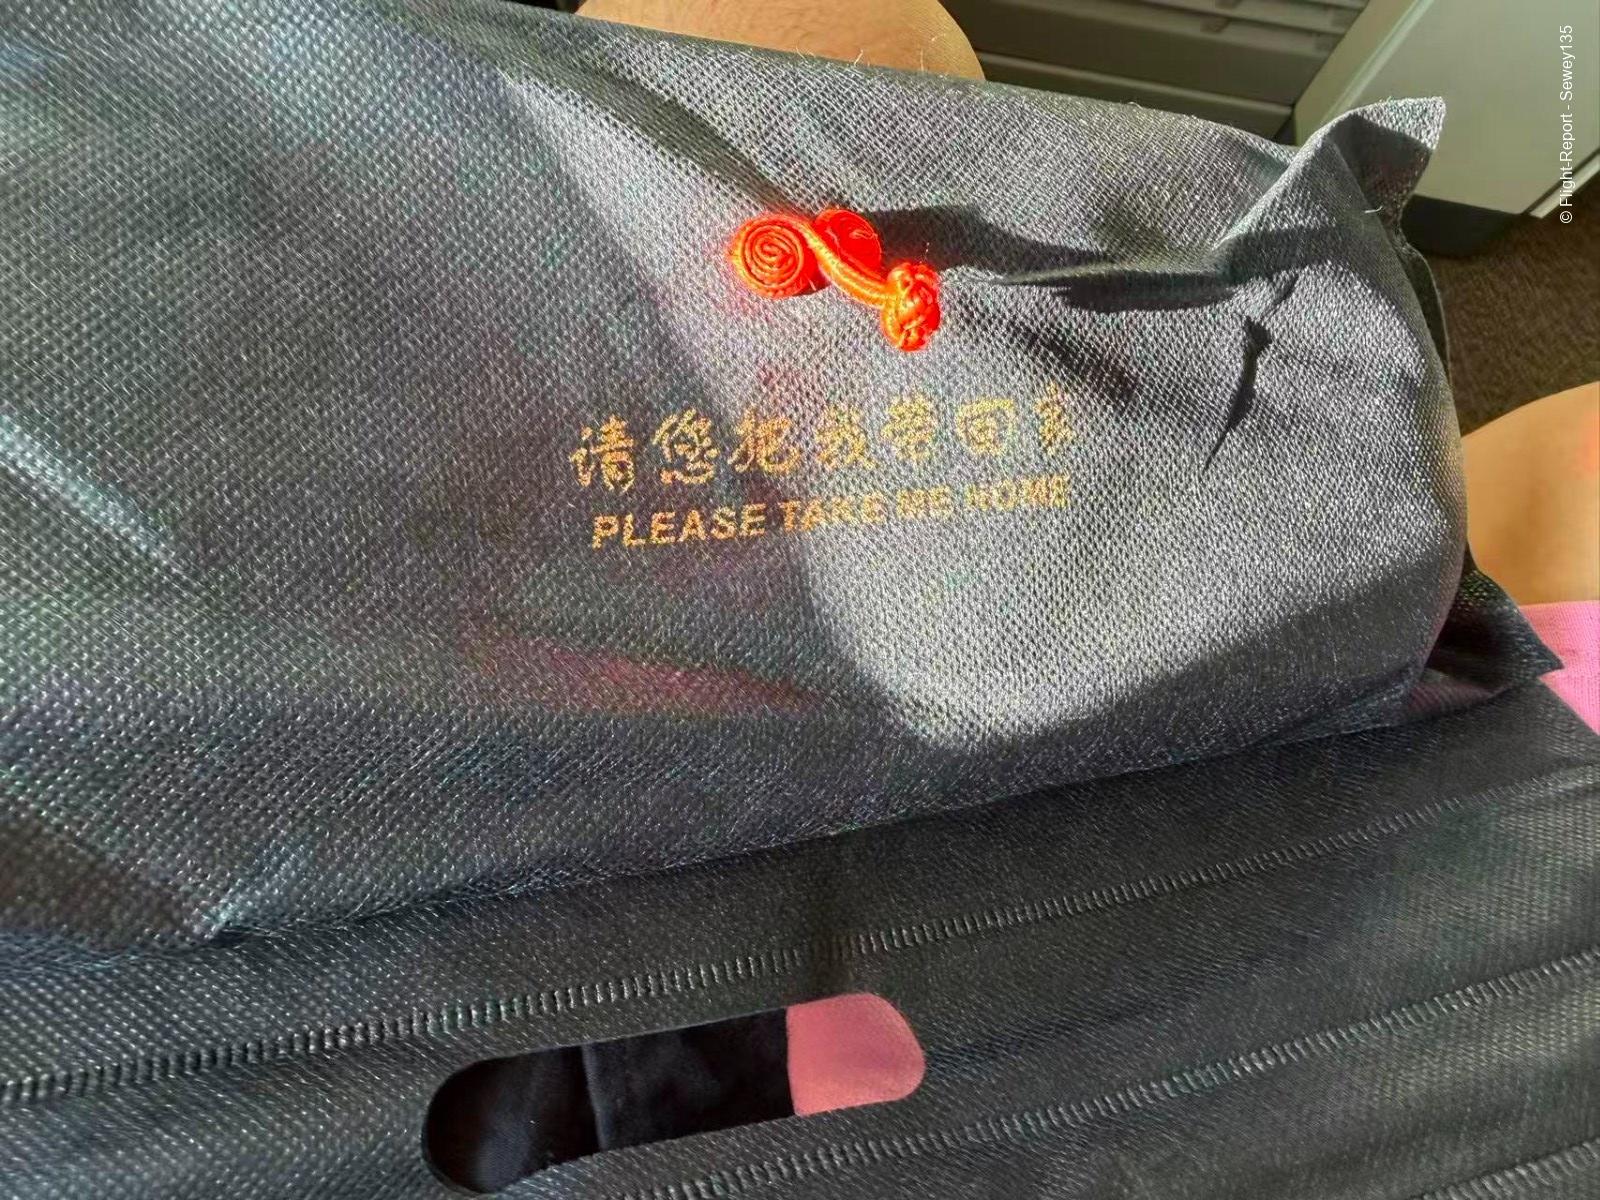 请您把我带回家
PLEASE TAKE ME HOME
© Flight-Report - Sewey135